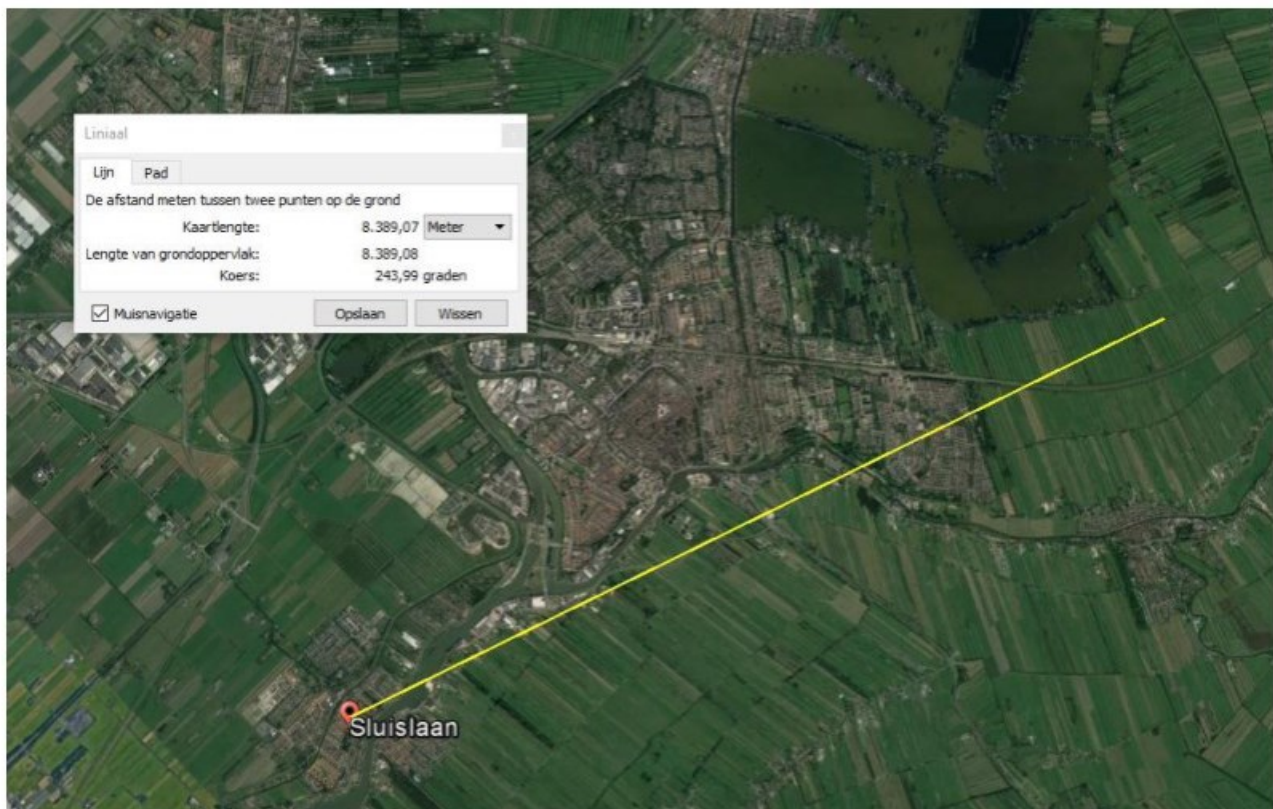 Liniaal
Lijn Pad
De afstand meten tussen twee punten op de grond
Kaartlengte: 8.389,07 Meter
Lengte van grondoppervlak: 8.389,08
Koers: 243,99 graden
Muisnavigatie Opslaan Wissen
Sluislaan